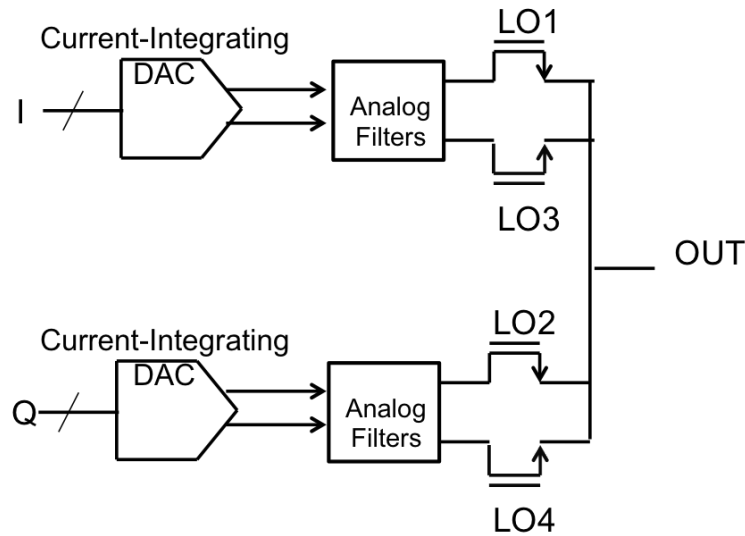 LO1
Current-Integrating
DAC
I
Analog
Filters
LO3
OUT
LO2
Current-Integrating
DAC
Q
Analog
Filters
LO4